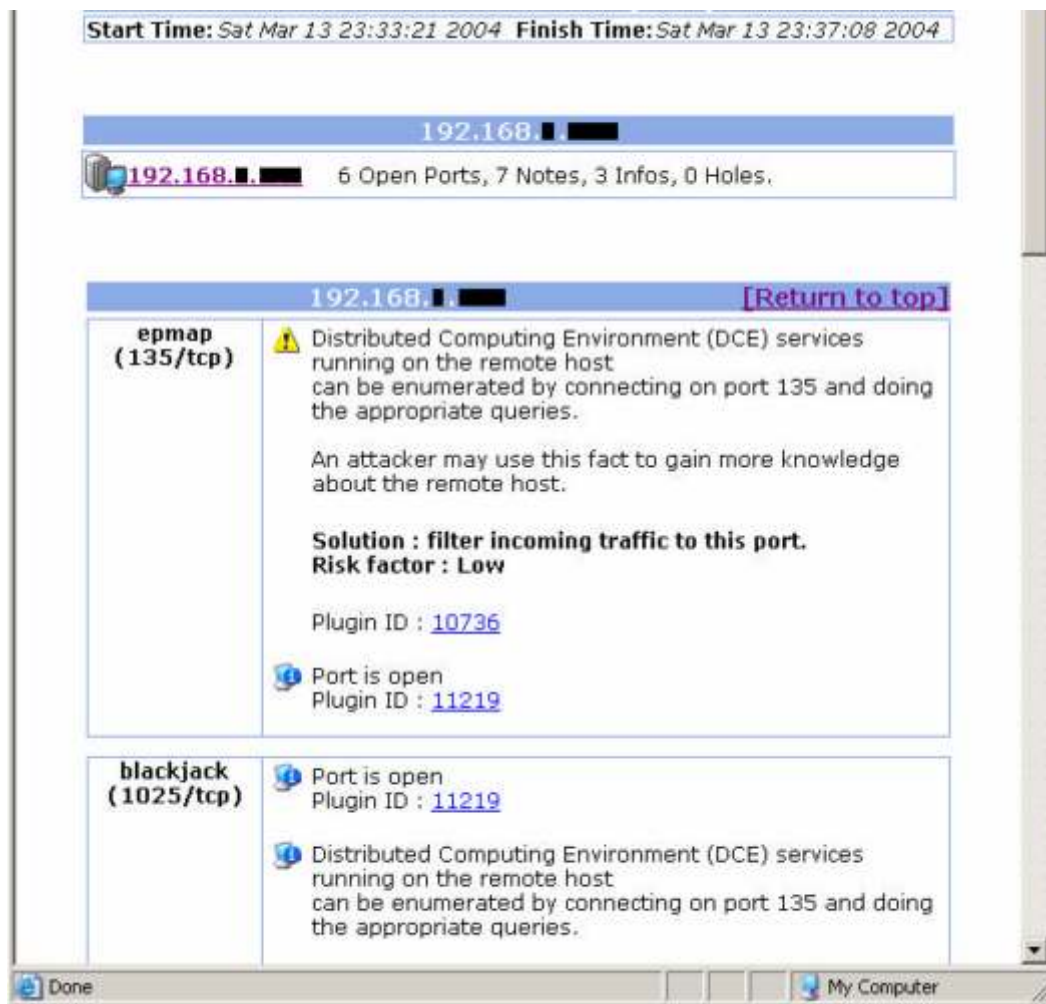 Start Time: Sat Mar 13 23:33:21 2004 Finish Time: Sat Mar 13 23:37:08 2004
192.168.
192.168. 6 Open Ports, 7 Notes, 3 Infos, 0 Holes.
192.168. [Return to top]
epmap
(135/tcp)
Distributed Computing Environment (DCE) services
running on the remote host
can be enumerated by connecting on port 135 and doing
the appropriate queries.
An attacker may use this fact to gain more knowledge
about the remote host.
Solution : filter incoming traffic to this port.
Risk factor : Low
Plugin ID : 10736
Port is open
Plugin ID : 11219
blackjack
(1025/tcp)
Port is open
Plugin ID : 11219
Distributed Computing Environment (DCE) services
running on the remote host
can be enumerated by connecting on port 135 and doing
the appropriate queries.
Done
My Computer